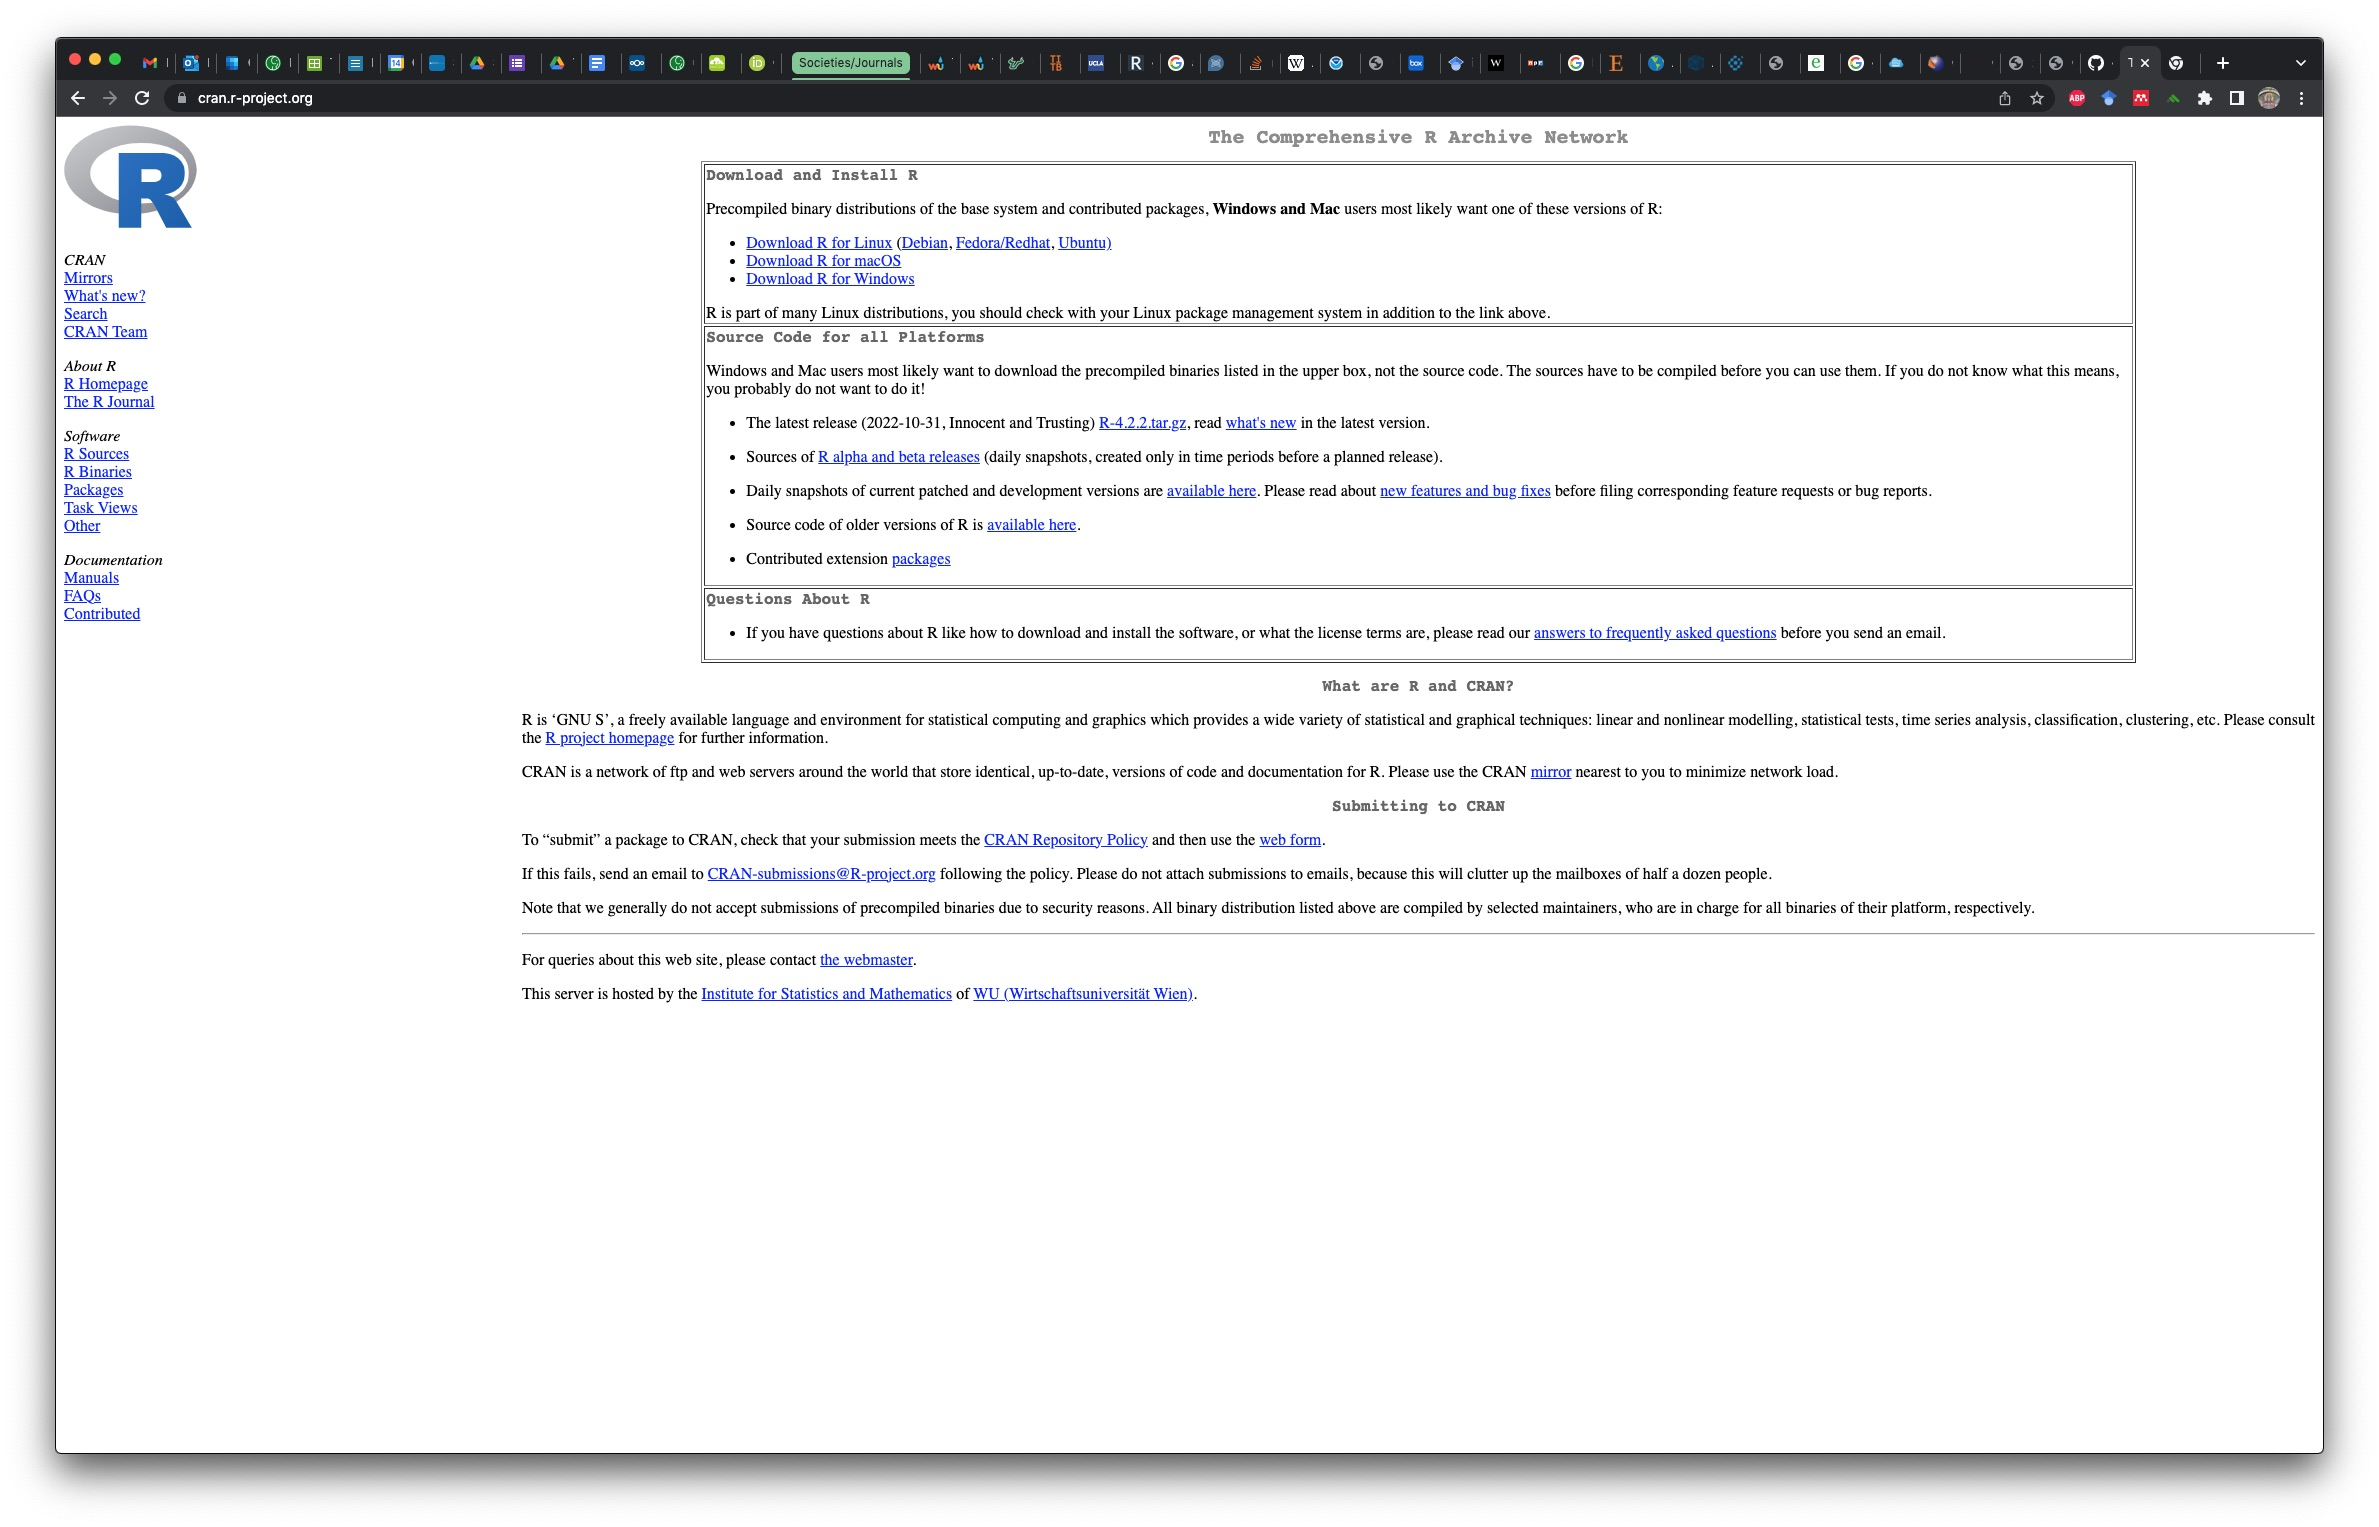 Societies/Journals
cran.r-project.org
R
CRAN
Mirrors
What's new?
Search
CRAN Team
About R
R Homepage
The R Journal
Software
R Sources
R Binaries
Packages
Task Views
Other
Documentation
Manuals
FAQs
Contributed
The Comprehensive R Archive Network
Download and Install R
Precompiled binary distributions of the base system and contributed packages, Windows and Mac users most likely want one of these versions of R:
Download R for Linux (Debian, Fedora/Redhat, Ubuntu)
Download R for macOS
Download R for Windows
R is part of many Linux distributions, you should check with your Linux package management system in addition to the link above.
Source Code for all Platforms
Windows and Mac users most likely want to download the precompiled binaries listed in the upper box, not the source code. The sources have to be compiled before you can use them. If you do not know what this means,
you probably do not want to do it!
The latest release (2022-10-31, Innocent and Trusting) R-4.2.2.tar.gz, read what's new in the latest version.
Sources of R alpha and beta releases (daily snapshots, created only in time periods before a planned release).
Daily snapshots of current patched and development versions are available here. Please read about new features and bug fixes before filing corresponding feature requests or bug reports.
Source code of older versions of R is available here.
Contributed extension packages
Questions About R
If you have questions about R like how to download and install the software, or what the license terms are, please read our answers to frequently asked questions before you send an email.
What are R and CRAN?
R is ‘GNU S’, a freely available language and environment for statistical computing and graphics which provides a wide variety of statistical and graphical techniques: linear and nonlinear modelling, statistical tests, time series analysis, classification, clustering, etc. Please consult
the R project homepage for further information.
CRAN is a network of ftp and web servers around the world that store identical, up-to-date, versions of code and documentation for R. Please use the CRAN mirror nearest to you to minimize network load.
Submitting to CRAN
To “submit” a package to CRAN, check that your submission meets the CRAN Repository Policy and then use the web form.
If this fails, send an email to CRAN-submissions@R-project.org following the policy. Please do not attach submissions to emails, because this will clutter up the mailboxes of half a dozen people.
Note that we generally do not accept submissions of precompiled binaries due to security reasons. All binary distribution listed above are compiled by selected maintainers, who are in charge for all binaries of their platform, respectively.
For queries about this web site, please contact the webmaster.
This server is hosted by the Institute for Statistics and Mathematics of WU (Wirtschaftsuniversität Wien).